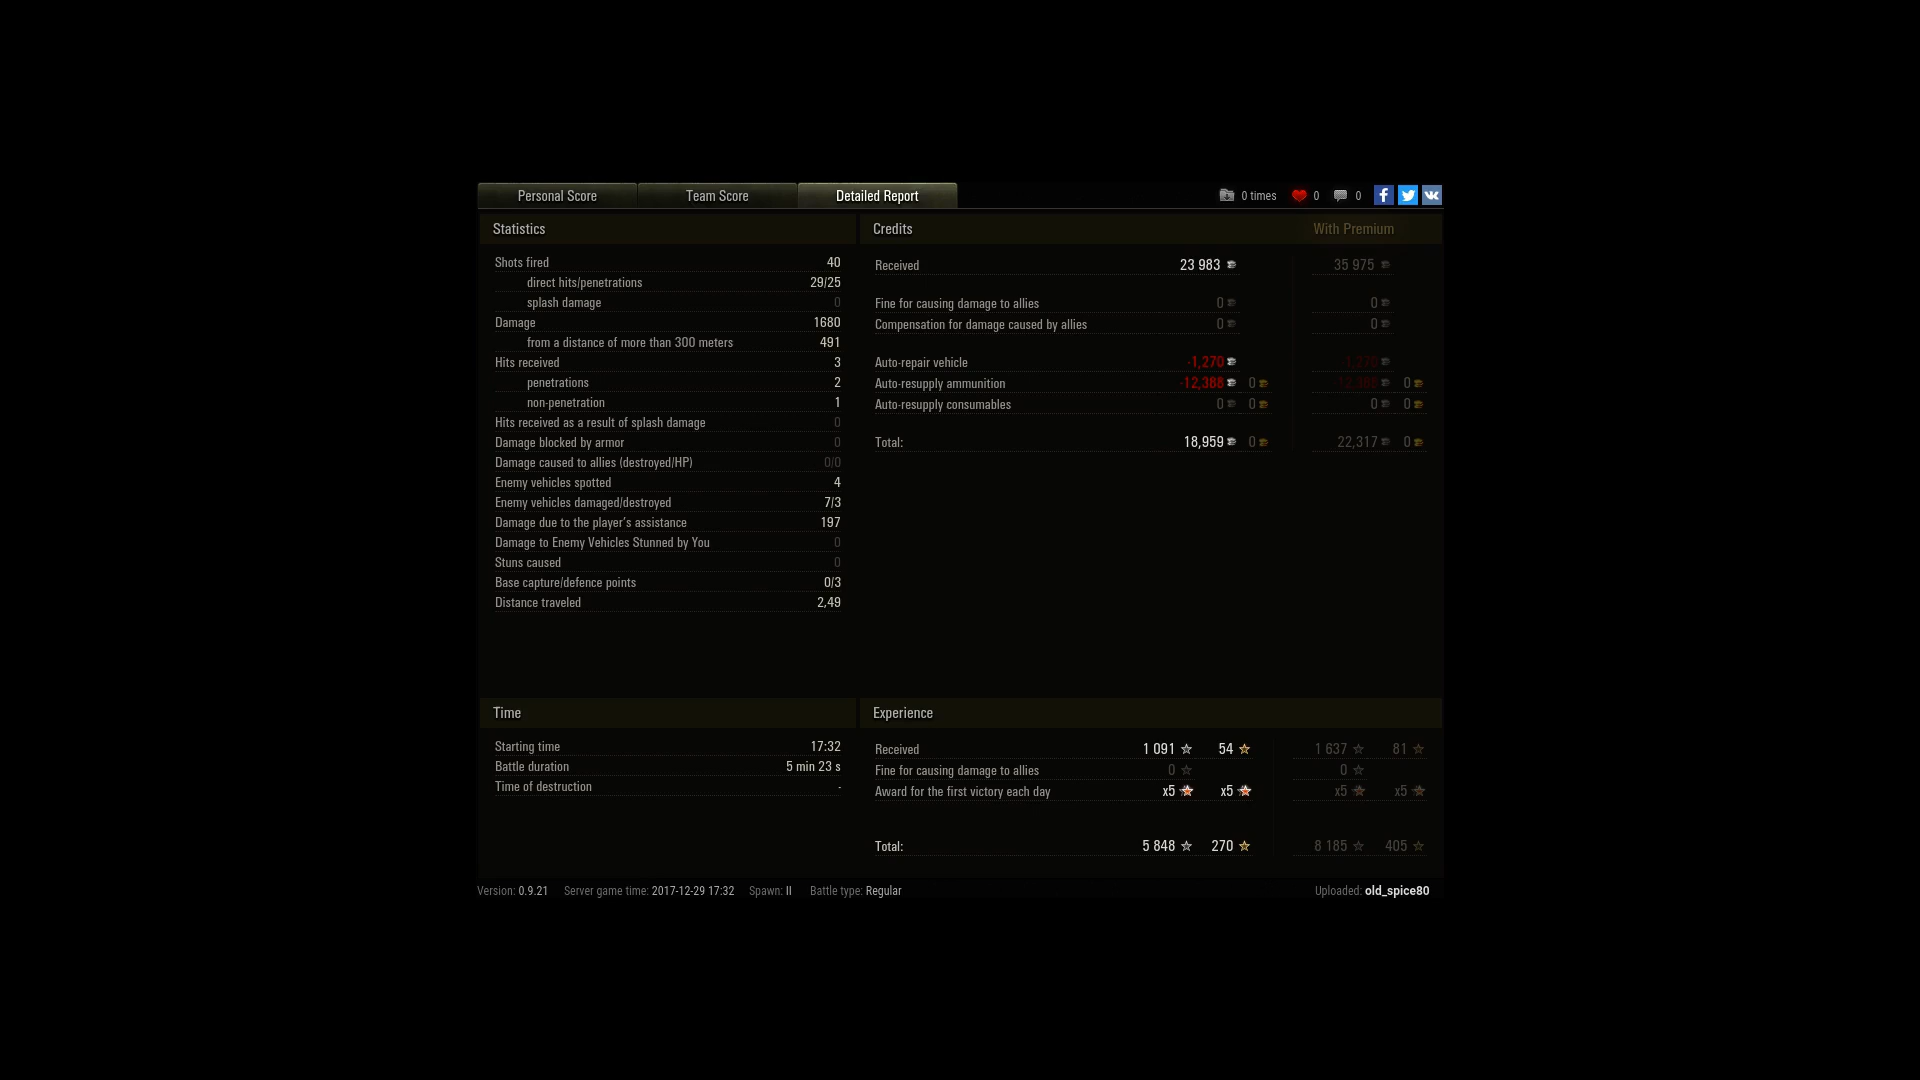 Personal Score Team Score Detailed Report 0 times 0 0
Statistics
Shots fired 40
direct hits/penetrations 29/25
splash damage 0
Damage 1680
from a distance of more than 300 meters 491
Hits received 3
penetrations 2
non-penetration 1
Hits received as a result of splash damage 0
Damage blocked by armor 0
Damage caused to allies (destroyed/HP) 0/0
Enemy vehicles spotted 4
Enemy vehicles damaged/destroyed 7/3
Damage due to the player's assistance 197
Damage to Enemy Vehicles Stunned by You 0
Stuns caused 0
Base capture/defence points 0/3
Distance traveled 2,49
Credits With Premium
Received 23 983 35 975
Fine for causing damage to allies 0 0
Compensation for damage caused by allies 0 0
Auto-repair vehicle -1,270 -1,270
Auto-resupply ammunition -12,388 0 -12,388 0
Auto-resupply consumables 0 0 0 0
Total: 18,959 0 22,317 0
Time
Starting time 17:32
Battle duration 5 min 23 s
Time of destruction -
Experience
Received 1 091 54 1 637 81
Fine for causing damage to allies 0 0
Award for the first victory each day x5 x5 x5 x5
Total: 5 848 270 8 185 405
Version: 0.9.21 Server game time: 2017-12-29 17:32 Spawn: II Battle type: Regular Uploaded: old_spice80